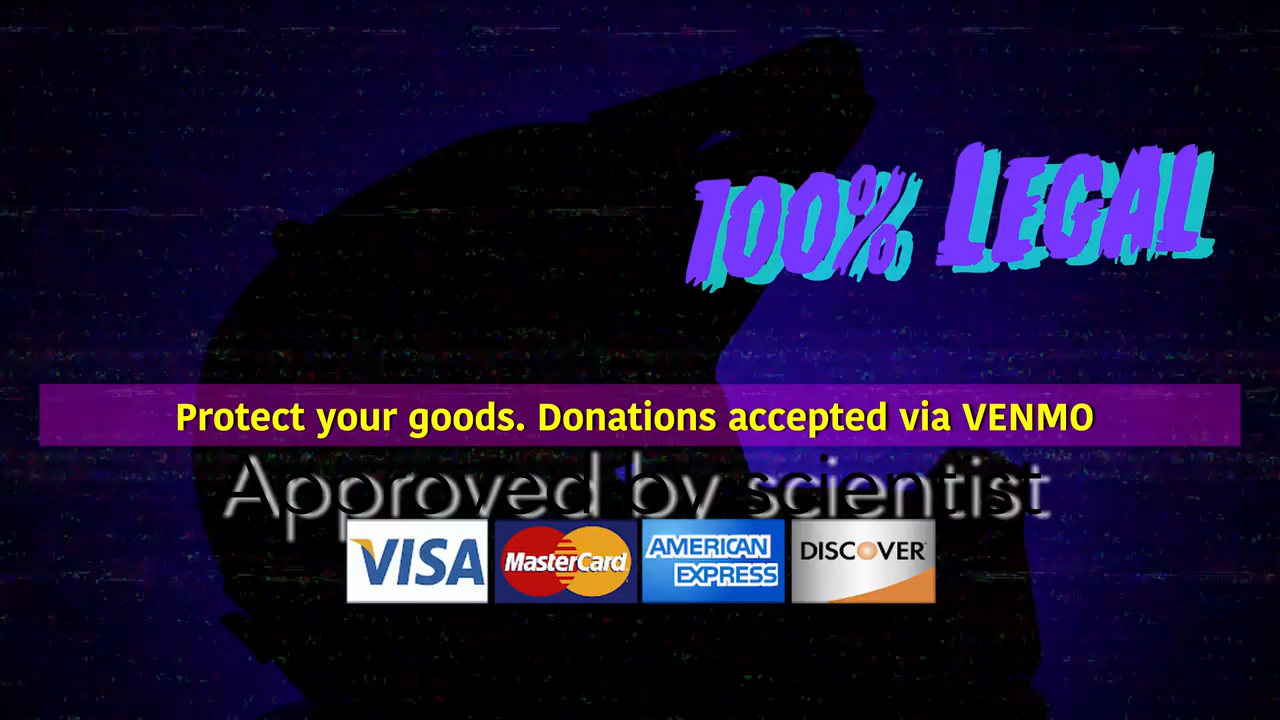 100% LEGAL
Protect your goods. Donations accepted via VENMO
Approved by scientist
VISA MasterCard AMERICAN EXPRESS DISCOVER